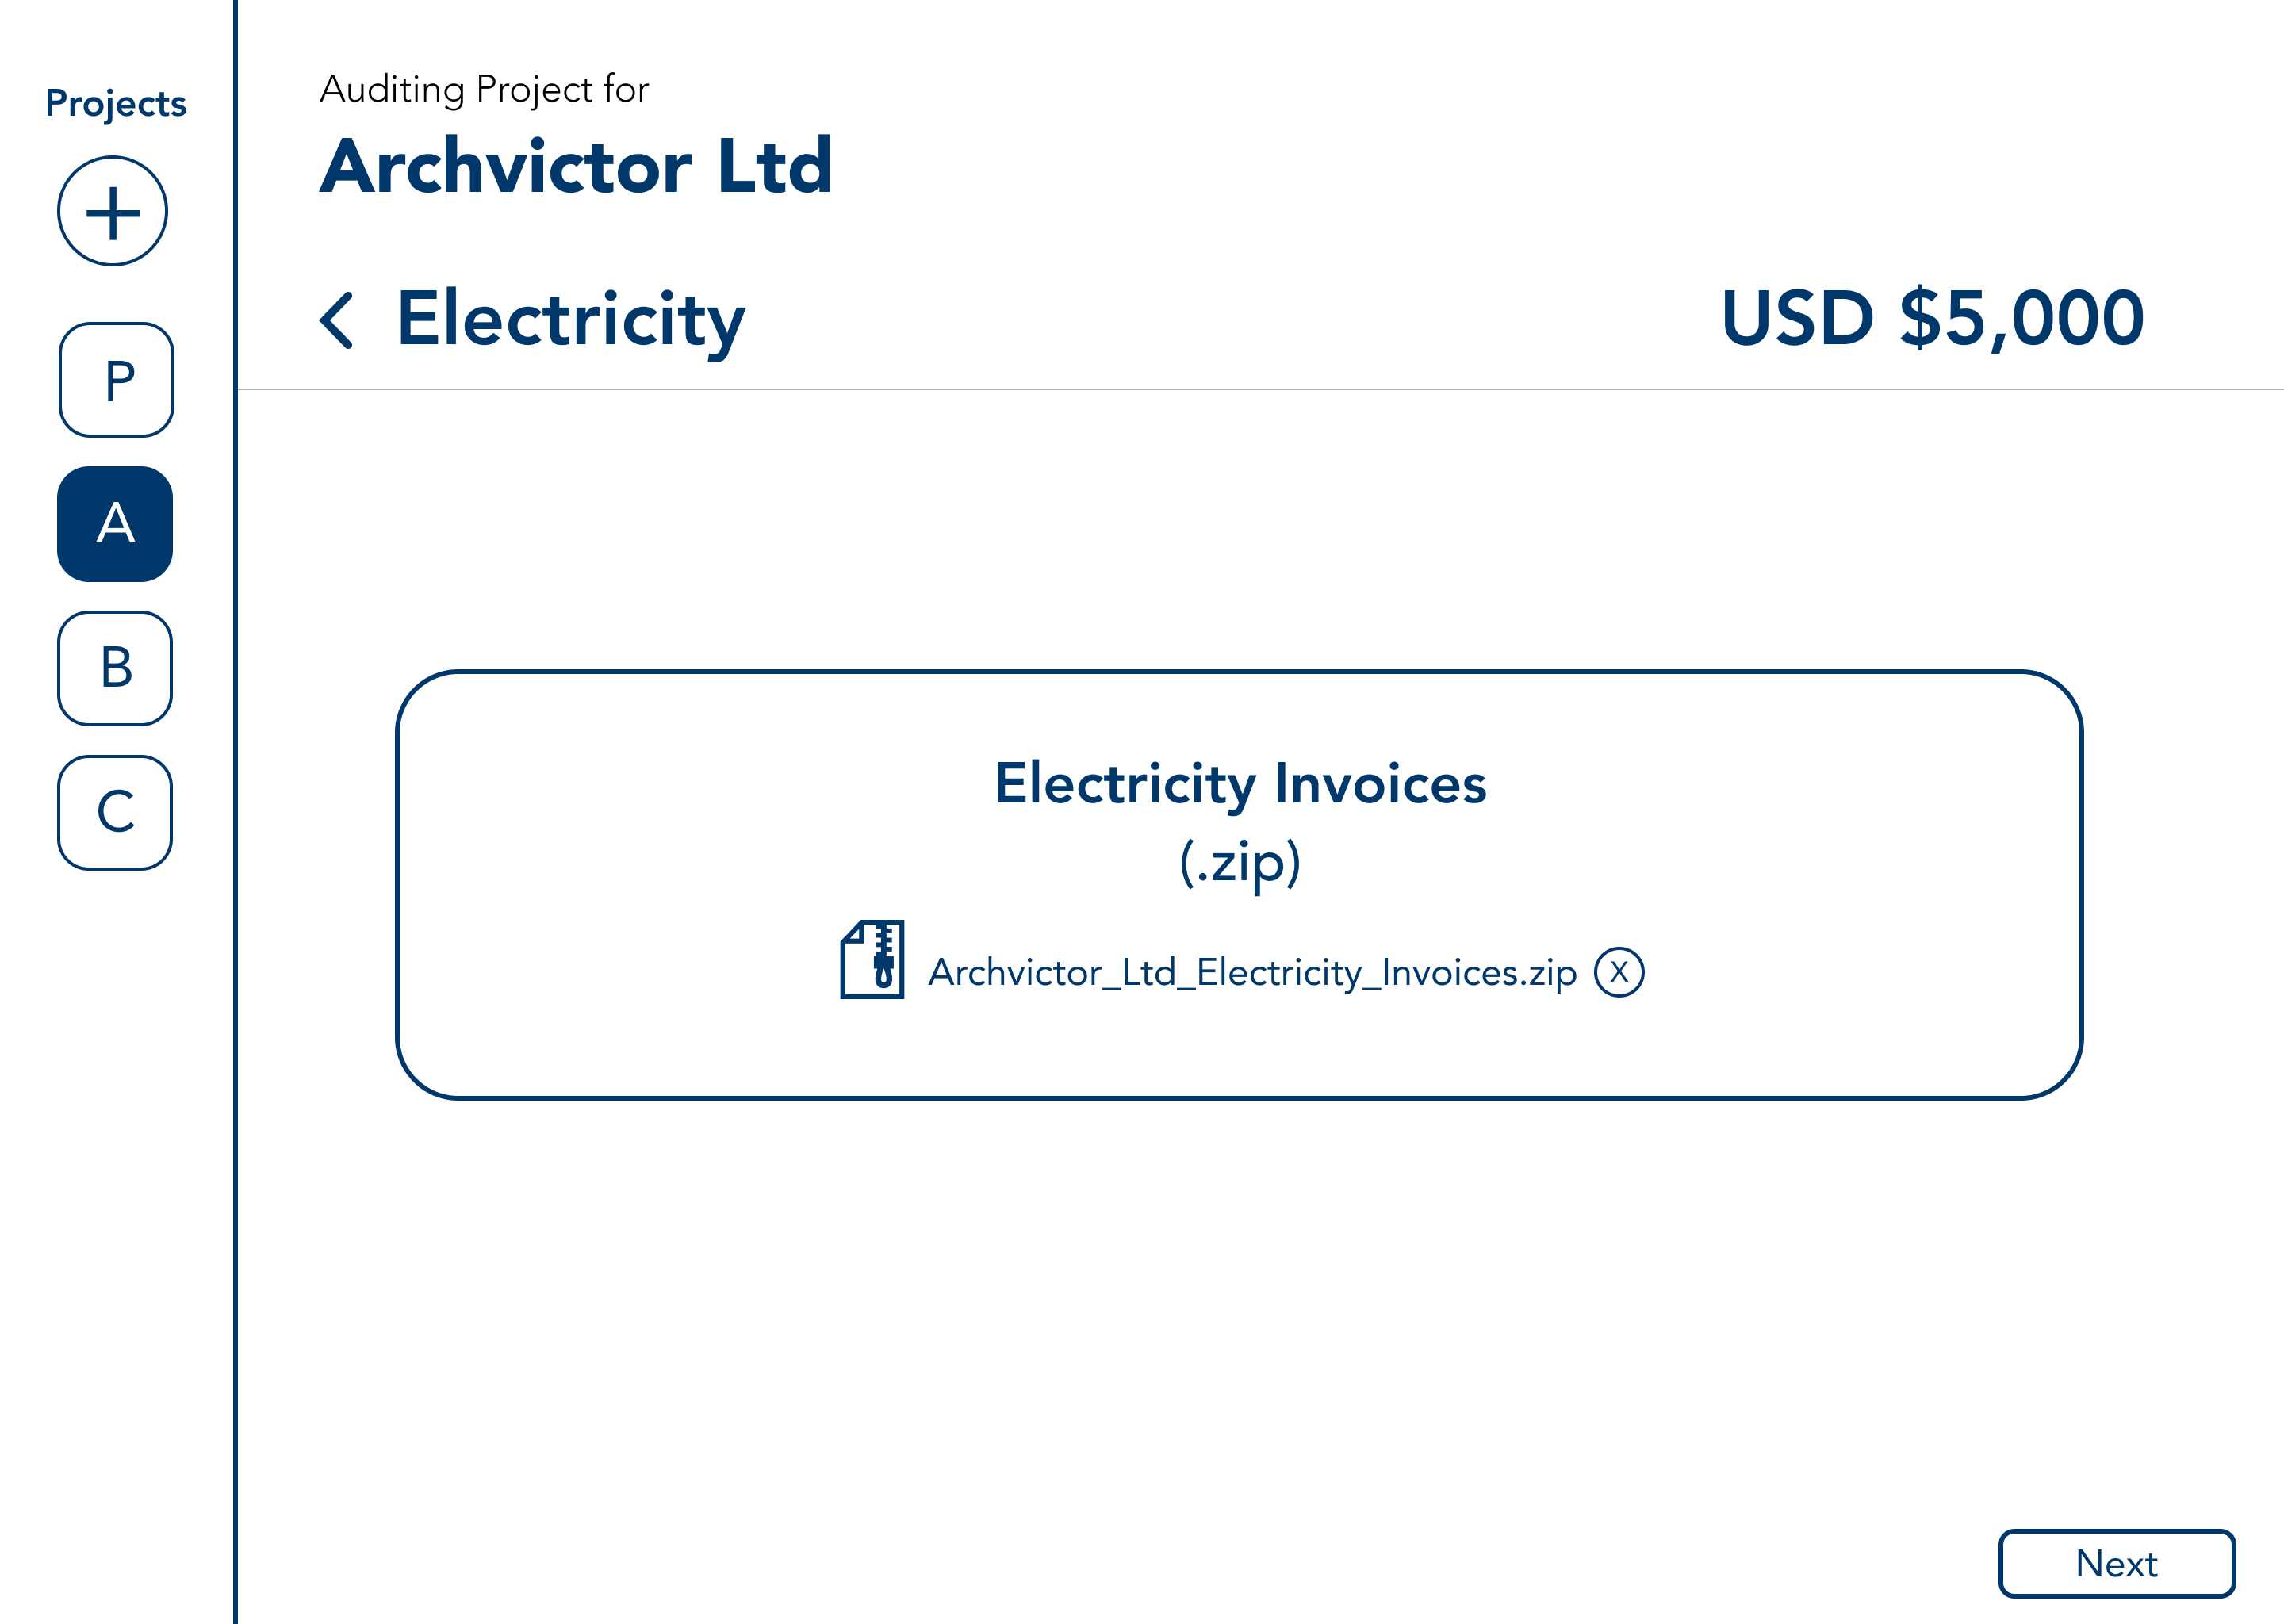 Projects
+
P
A
B
C
Auditing Project for
Archvictor Ltd
Electricity
USD $5,000
Electricity Invoices
(.zip)
Archvictor_Ltd_Electricity_Invoices.zip X
Next